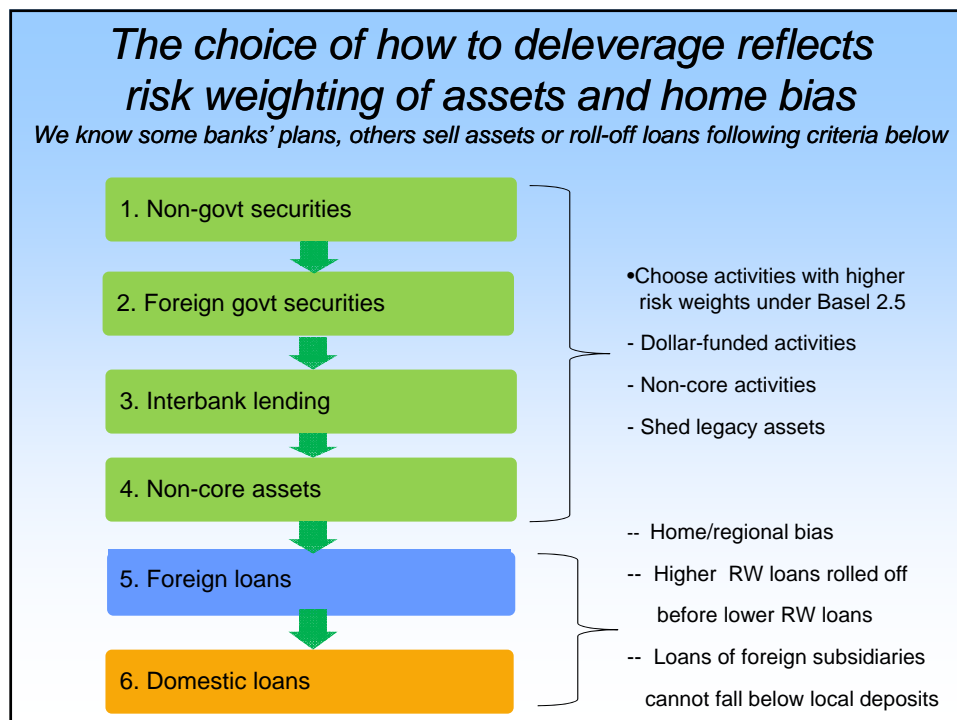 The choice of how to deleverage reflects
risk weighting of assets and home bias
We know some banks' plans, others sell assets or roll-off loans following criteria below
1. Non-govt securities
2. Foreign govt securities
3. Interbank lending
4. Non-core assets
5. Foreign loans
6. Domestic loans
•Choose activities with higher
risk weights under Basel 2.5
- Dollar-funded activities
- Non-core activities
- Shed legacy assets
-- Home/regional bias
-- Higher RW loans rolled off
before lower RW loans
-- Loans of foreign subsidiaries
cannot fall below local deposits